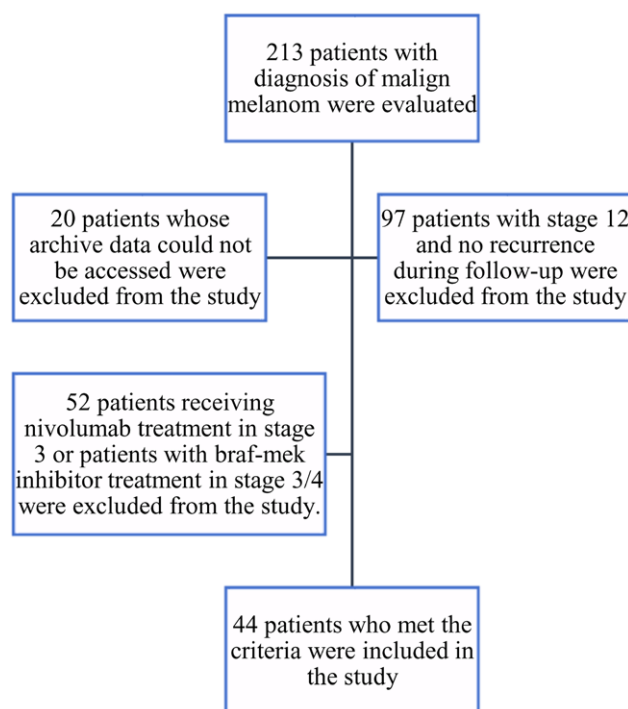 213 patients with
diagnosis of malign
melanom were evaluated
20 patients whose
archive data could not
be accessed were
excluded from the study
97 patients with stage 12
and no recurrence
during follow-up were
excluded from the study
52 patients receiving
nivolumab treatment in stage
3 or patients with braf-mek
inhibitor treatment in stage 3/4
were excluded from the study.
44 patients who met the
criteria were included in
the study